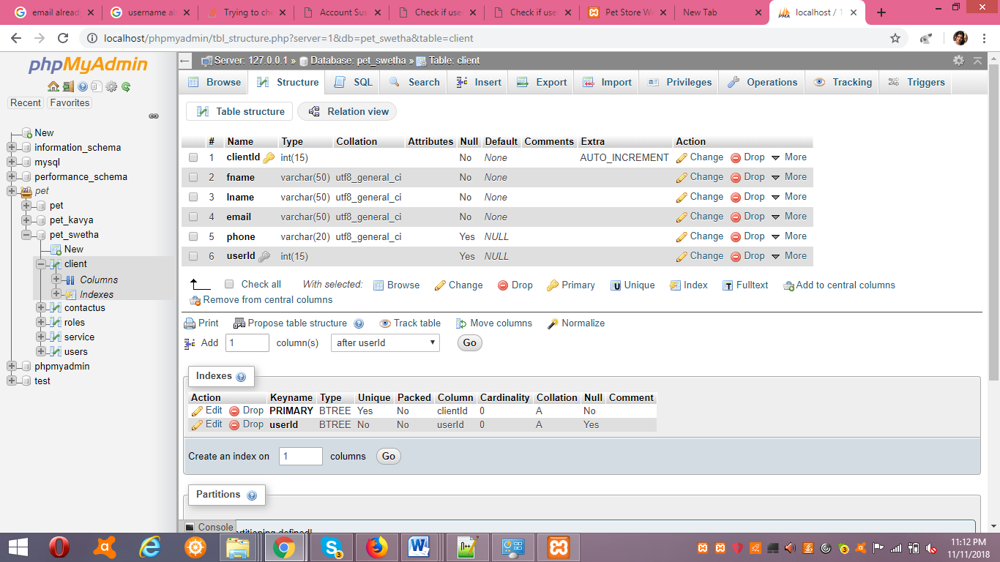 email alread
username al
Trying to che
Account Sus
Check if use
Check if use
Pet Store W
New Tab
localhost / 1
localhost/phpmyadmin/tbl_structure.php?server=1&db=pet_swetha&table=client
phpMyAdmin
Recent Favorites
New
information_schema
mysql
performance_schema
pet
pet
pet_kavya
pet_swetha
New
client
Columns
Indexes
contactus
roles
service
users
phpmyadmin
test
Server: 127.0.0.1 » Database: pet_swetha » Table: client
Browse Structure SQL Search Insert Export Import Privileges Operations Tracking Triggers
Table structure Relation view
# Name Type Collation Attributes Null Default Comments Extra Action
1 clientId int(15) No None AUTO_INCREMENT Change Drop More
2 fname varchar(50) utf8_general_ci No None Change Drop More
3 lname varchar(50) utf8_general_ci No None Change Drop More
4 email varchar(50) utf8_general_ci No None Change Drop More
5 phone varchar(20) utf8_general_ci Yes NULL Change Drop More
6 userId int(15) Yes NULL Change Drop More
Check all With selected: Browse Change Drop Primary Unique Index Fulltext Add to central columns
Remove from central columns
Print Propose table structure Track table Move columns Normalize
Add 1 column(s) after userId Go
Indexes
Action Keyname Type Unique Packed Column Cardinality Collation Null Comment
Edit Drop PRIMARY BTREE Yes No clientId 0 A No
Edit Drop userId BTREE No No userId 0 A Yes
Create an index on 1 columns Go
Partitions
Console
11:12 PM
11/11/2018